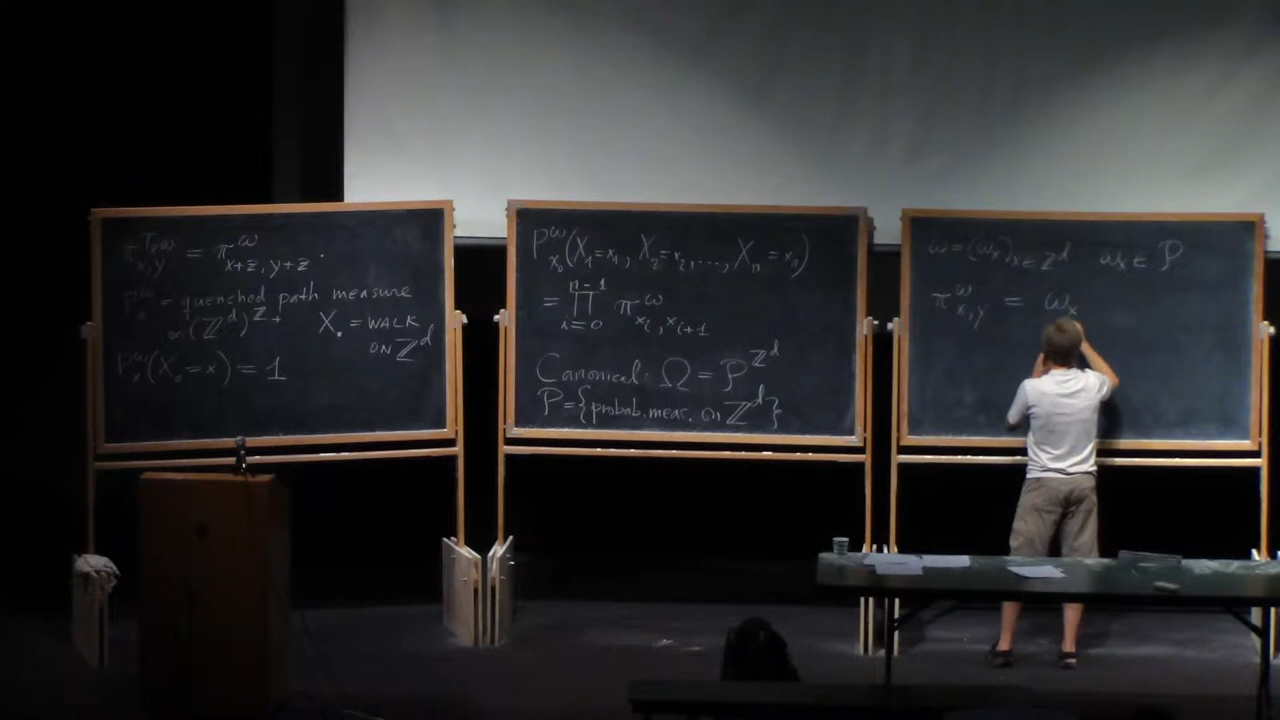 π^{T_z ω}_{x,y} = π^ω_{x+z, y+z}.
P^ω_x = quenched path measure
on (ℤ^d)^{ℤ_+} X. = WALK
ON ℤ^d
P^ω_x(X_0 = x) = 1
P^ω_{x_0}(X_1 = x_1, X_2 = x_2, ..., X_n = x_n)
= ∏_{i=0}^{n-1} π^ω_{x_i, x_{i+1}}
Canonical: Ω = 𝒫^{ℤ^d}
𝒫 = {probab. meas. on ℤ^d}
ω = (ω_x)_{x ∈ ℤ^d} ω_x ∈ 𝒫
π^ω_{x,y} = ω_x